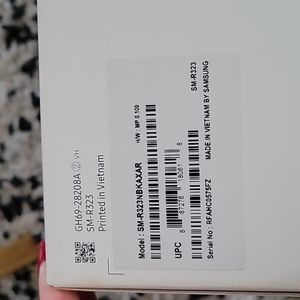 GH69-28208A ② VH
SM-R323
Printed in Vietnam
H/W : MP 0.100
Model : SM-R323NBKAXAR
UPC
SM-R323
MADE IN VIETNAM BY SAMSUNG
Serial No.: RFAHC0575FZ